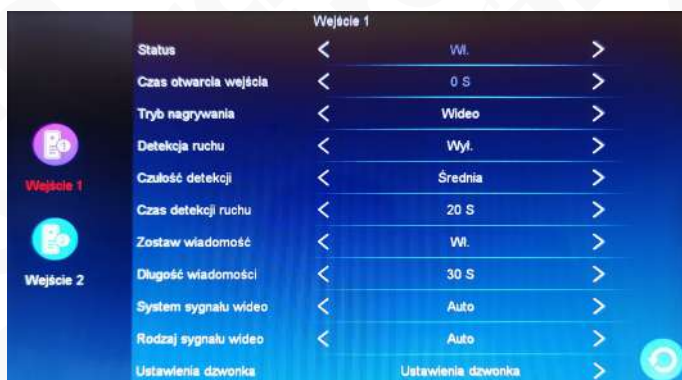 Wejście 1
Status Wł.
Czas otwarcia wejścia 0 S
Tryb nagrywania Wideo
Detekcja ruchu Wył.
Czułość detekcji Średnia
Czas detekcji ruchu 20 S
Zostaw wiadomość Wł.
Długość wiadomości 30 S
System sygnału wideo Auto
Rodzaj sygnału wideo Auto
Ustawienia dzwonka Ustawienia dzwonka
Wejście 1
Wejście 2